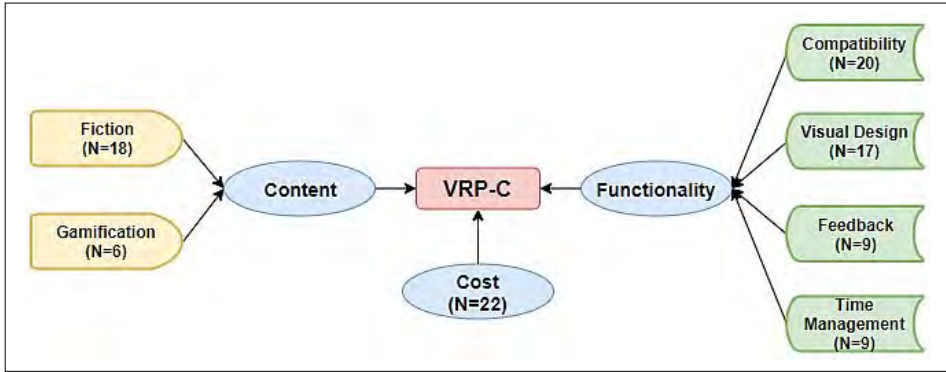 Fiction
(N=18)
Gamification
(N=6)
Content
VRP-C
Cost
(N=22)
Functionality
Compatibility
(N=20)
Visual Design
(N=17)
Feedback
(N=9)
Time
Management
(N=9)